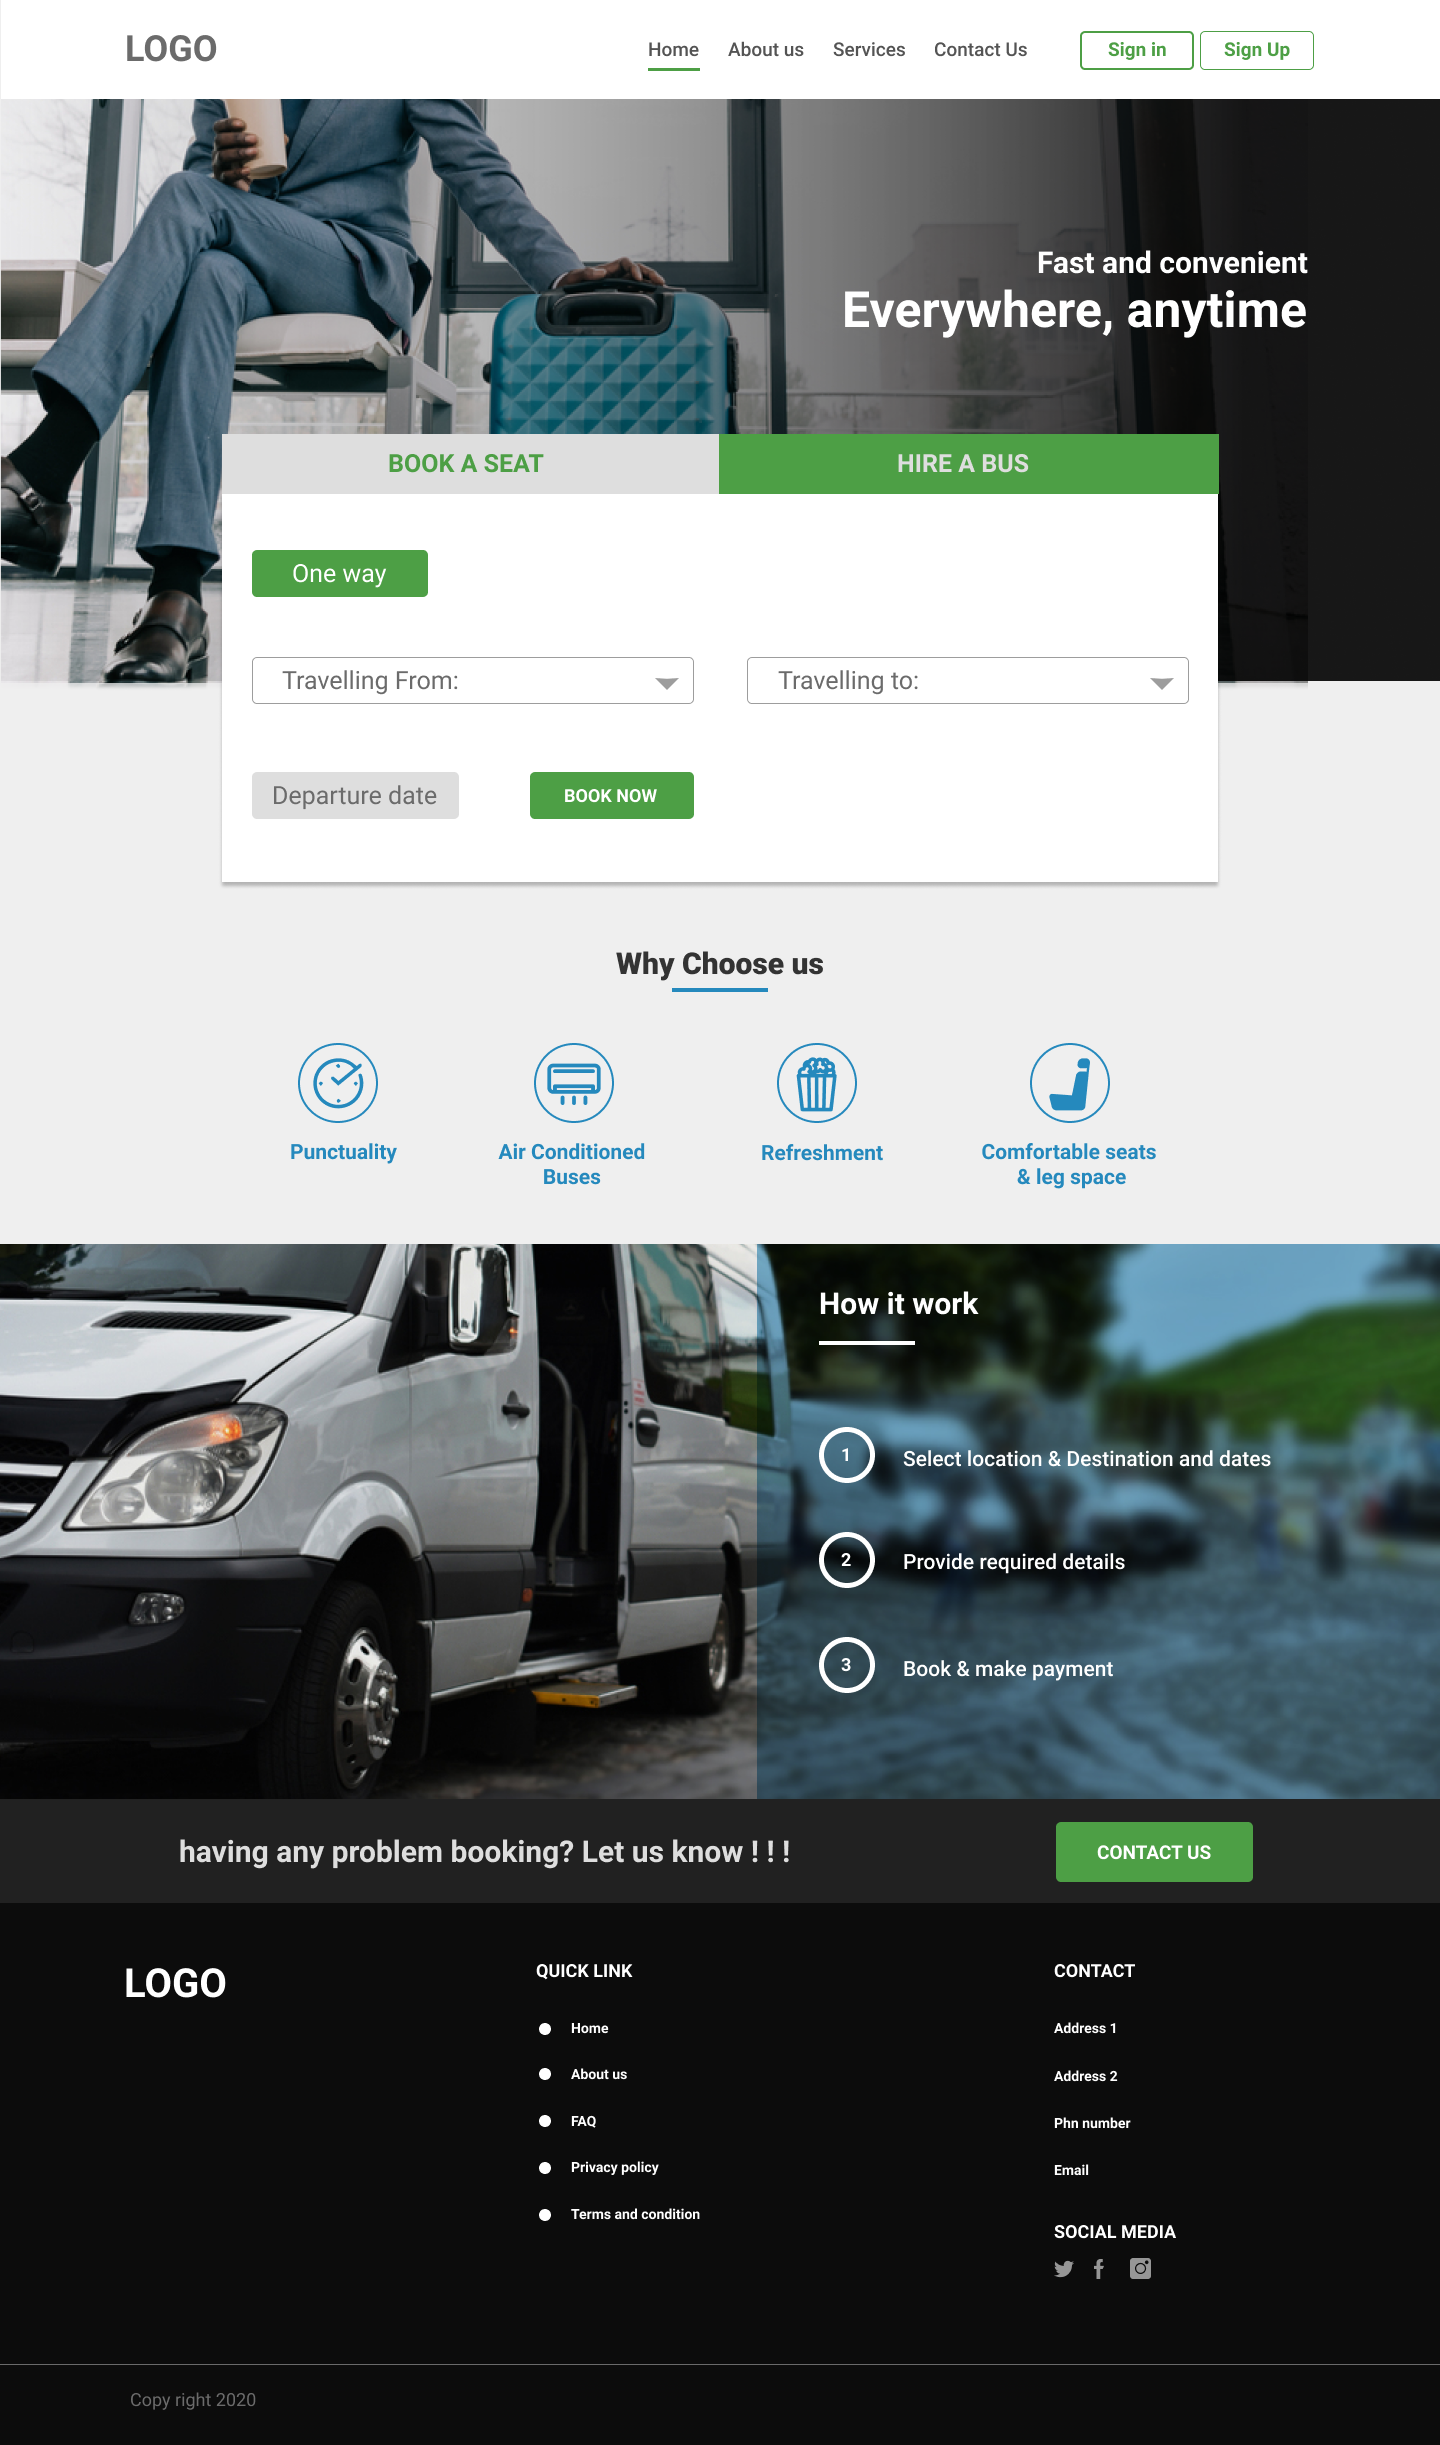 LOGO
Home
About us
Services
Contact Us
Sign in
Sign Up
Fast and convenient
Everywhere, anytime
BOOK A SEAT
HIRE A BUS
One way
Travelling From:
Travelling to:
Departure date
BOOK NOW
Why Choose us
Punctuality
Air Conditioned
Buses
Refreshment
Comfortable seats
& leg space
How it work
1
Select location & Destination and dates
2
Provide required details
3
Book & make payment
having any problem booking? Let us know ! ! !
CONTACT US
LOGO
QUICK LINK
Home
About us
FAQ
Privacy policy
Terms and condition
CONTACT
Address 1
Address 2
Phn number
Email
SOCIAL MEDIA
Copy right 2020